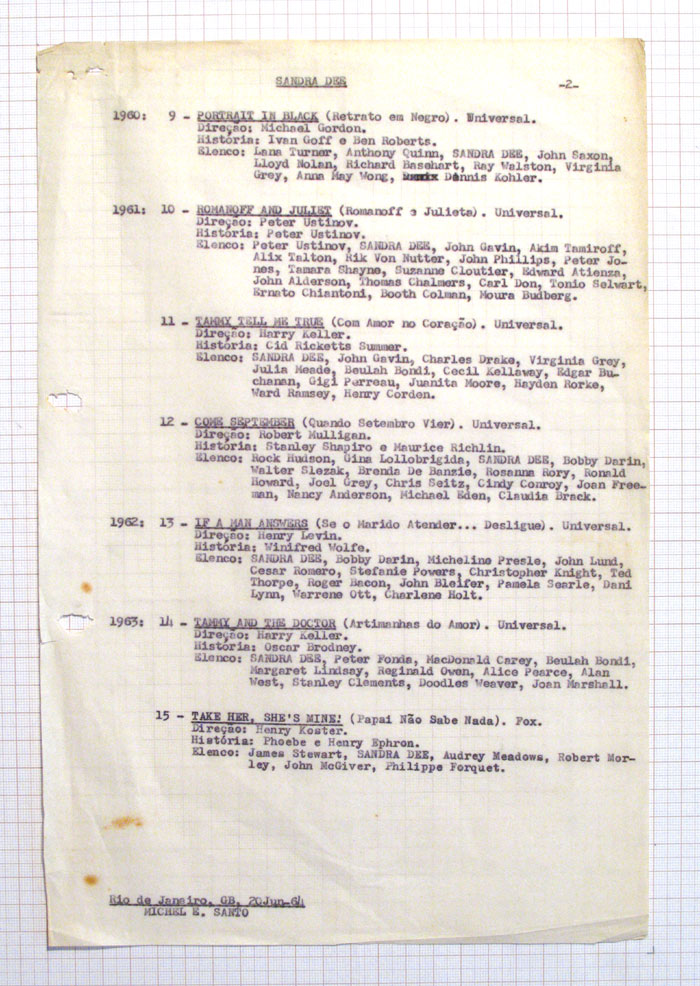 SANDRA DEE -2-
1960: 9 - PORTRAIT IN BLACK (Retrato em Negro). Universal.
Direção: Michael Gordon.
História: Ivan Goff e Ben Roberts.
Elenco: Lana Turner, Anthony Quinn, SANDRA DEE, John Saxon,
Lloyd Nolan, Richard Basehart, Ray Walston, Virginia
Grey, Anna May Wong, Dennis Kohler.
1961: 10 - ROMANOFF AND JULIET (Romanoff e Julieta). Universal.
Direção: Peter Ustinov.
História: Peter Ustinov.
Elenco: Peter Ustinov, SANDRA DEE, John Gavin, Akim Tamiroff,
Alix Talton, Rik Von Nutter, John Phillips, Peter Jo-
nes, Tamara Shayne, Suzanne Cloutier, Edward Atienza,
John Alderson, Thomas Chalmers, Carl Don, Tonio Selwart,
Ernato Chiantoni, Booth Colman, Moura Budberg.
11 - TAMMY TELL ME TRUE (Com Amor no Coração). Universal.
Direção: Harry Keller.
História: Cid Ricketts Summer.
Elenco: SANDRA DEE, John Gavin, Charles Drake, Virginia Grey,
Julia Meade, Beulah Bondi, Cecil Kellaway, Edgar Bu-
chanan, Gigi Perreau, Juanita Moore, Hayden Rorke,
Ward Ramsey, Henry Corden.
12 - COME SEPTEMBER (Quando Setembro Vier). Universal.
Direção: Robert Mulligan.
História: Stanley Shapiro e Maurice Richlin.
Elenco: Rock Hudson, Gina Lollobrigida, SANDRA DEE, Bobby Darin,
Walter Slezak, Brenda De Banzie, Rosanna Rory, Ronald
Howard, Joel Grey, Chris Seitz, Cindy Conroy, Joan Free-
man, Nancy Anderson, Michael Eden, Claudia Brack.
1962: 13 - IF A MAN ANSWERS (Se o Marido Atender... Desligue). Universal.
Direção: Henry Levin.
História: Winifred Wolfe.
Elenco: SANDRA DEE, Bobby Darin, Micheline Presle, John Lund,
Cesar Romero, Stefanie Powers, Christopher Knight, Ted
Thorpe, Roger Bacon, John Bleifer, Pamela Searle, Dani
Lynn, Warrene Ott, Charlene Holt.
1963: 14 - TAMMY AND THE DOCTOR (Artimanhas do Amor). Universal.
Direção: Harry Keller.
História: Oscar Brodney.
Elenco: SANDRA DEE, Peter Fonda, MacDonald Carey, Beulah Bondi,
Margaret Lindsay, Reginald Owen, Alice Pearce, Alan
West, Stanley Clements, Doodles Weaver, Joan Marshall.
15 - TAKE HER, SHE'S MINE! (Papai Não Sabe Nada). Fox.
Direção: Henry Koster.
História: Phoebe e Henry Ephron.
Elenco: James Stewart, SANDRA DEE, Audrey Meadows, Robert Mor-
ley, John McGiver, Philippe Forquet.
Rio de Janeiro, GB, 20Jun-64
MICHEL E. SANTO